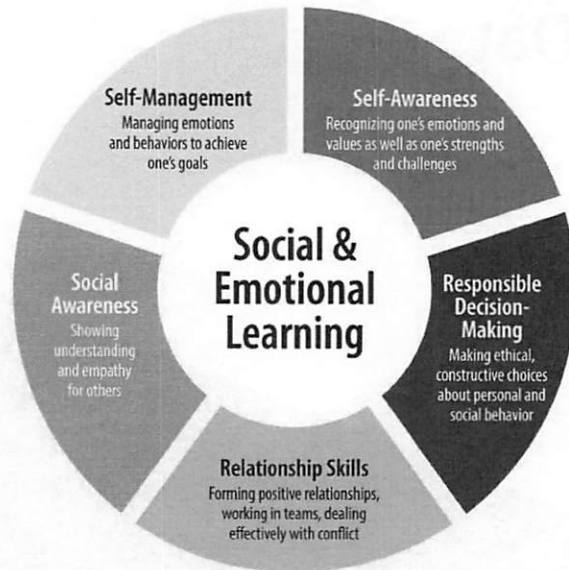 Self-Management
Managing emotions
and behaviors to achieve
one's goals
Self-Awareness
Recognizing one's emotions and
values as well as one's strengths
and challenges
Social &
Emotional
Learning
Social
Awareness
Showing
understanding
and empathy
for others
Responsible
Decision-
Making
Making ethical,
constructive choices
about personal and
social behavior
Relationship Skills
Forming positive relationships,
working in teams, dealing
effectively with conflict